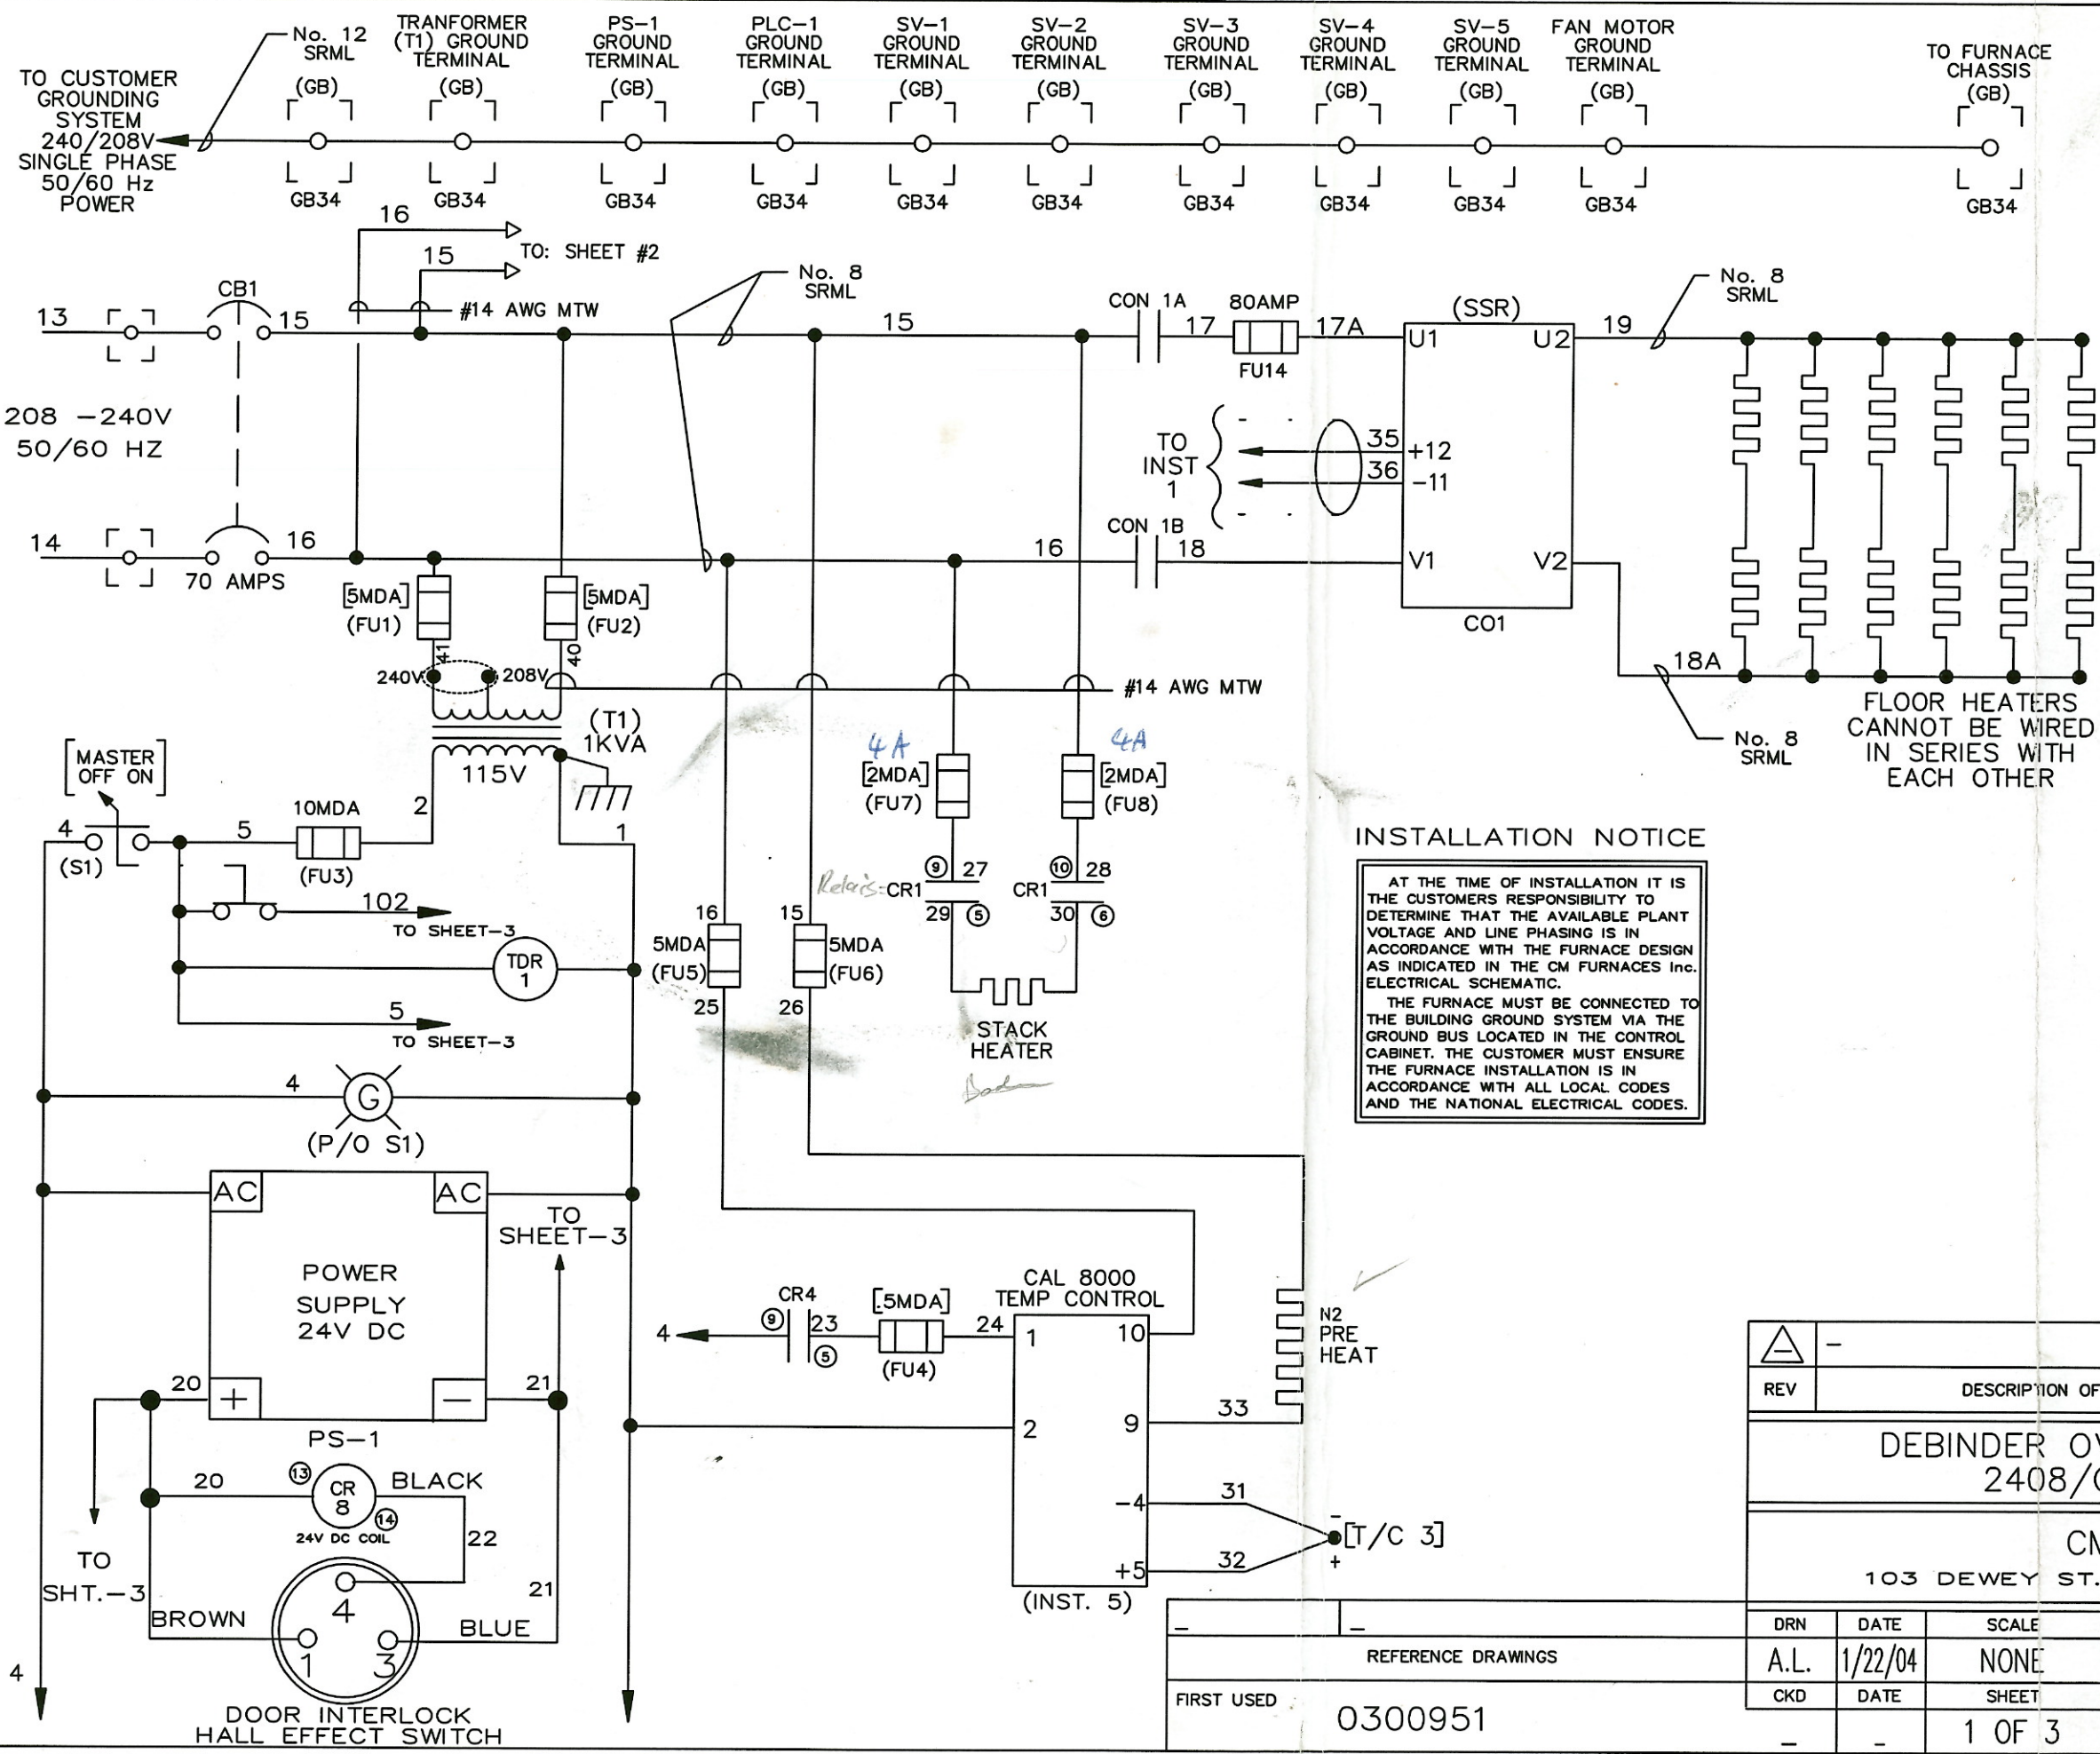 No. 12
SRML
TO CUSTOMER
GROUNDING
SYSTEM
240/208V
SINGLE PHASE
50/60 Hz
POWER
(GB)
GB34
TRANFORMER
(T1) GROUND
TERMINAL
(GB)
GB34
PS-1
GROUND
TERMINAL
(GB)
GB34
PLC-1
GROUND
TERMINAL
(GB)
GB34
SV-1
GROUND
TERMINAL
(GB)
GB34
SV-2
GROUND
TERMINAL
(GB)
GB34
SV-3
GROUND
TERMINAL
(GB)
GB34
SV-4
GROUND
TERMINAL
(GB)
GB34
SV-5
GROUND
TERMINAL
(GB)
GB34
FAN MOTOR
GROUND
TERMINAL
(GB)
GB34
TO FURNACE
CHASSIS
(GB)
GB34
16
15
TO: SHEET #2
#14 AWG MTW
13
CB1
15
No. 8
SRML
15
CON 1A
17
80AMP
FU14
17A
(SSR)
U1
U2
19
No. 8
SRML
208 -240V
50/60 HZ
TO
INST
1
35
+12
36
-11
14
16
70 AMPS
16
CON 1B
18
V1
V2
CO1
18A
No. 8
SRML
FLOOR HEATERS
CANNOT BE WIRED
IN SERIES WITH
EACH OTHER
[5MDA]
(FU1)
[5MDA]
(FU2)
41
40
240V
208V
#14 AWG MTW
(T1)
1KVA
115V
2
1
[MASTER
OFF ON]
4
(S1)
5
10MDA
(FU3)
102
TO SHEET-3
TDR
1
5
TO SHEET-3
4
G
(P/O S1)
4A
[2MDA]
(FU7)
4A
[2MDA]
(FU8)
9
27
Relais-CR1
29
5
10
28
CR1
30
6
STACK
HEATER
16
5MDA
(FU5)
25
15
5MDA
(FU6)
26
INSTALLATION NOTICE
AT THE TIME OF INSTALLATION IT IS
THE CUSTOMERS RESPONSIBILITY TO
DETERMINE THAT THE AVAILABLE PLANT
VOLTAGE AND LINE PHASING IS IN
ACCORDANCE WITH THE FURNACE DESIGN
AS INDICATED IN THE CM FURNACES Inc.
ELECTRICAL SCHEMATIC.
THE FURNACE MUST BE CONNECTED TO
THE BUILDING GROUND SYSTEM VIA THE
GROUND BUS LOCATED IN THE CONTROL
CABINET. THE CUSTOMER MUST ENSURE
THE FURNACE INSTALLATION IS IN
ACCORDANCE WITH ALL LOCAL CODES
AND THE NATIONAL ELECTRICAL CODES.
AC
AC
POWER
SUPPLY
24V DC
TO
SHEET-3
20
+
-
21
PS-1
20
13
CR
8
14
24V DC COIL
BLACK
22
TO
SHT.-3
BROWN
4
1
3
BLUE
21
4
DOOR INTERLOCK
HALL EFFECT SWITCH
4
CR4
9
23
5
[.5MDA]
(FU4)
24
CAL 8000
TEMP CONTROL
1
10
2
9
33
N2
PRE
HEAT
-4
31
-
[T/C 3]
+5
32
+
(INST. 5)
-
-
REFERENCE DRAWINGS
FIRST USED
0300951
-
-
REV
DESCRIPTION OF
DEBINDER OV
2408/
CM
103 DEWEY ST.
DRN
DATE
SCALE
A.L.
1/22/04
NONE
CKD
DATE
SHEET
-
-
1 OF 3